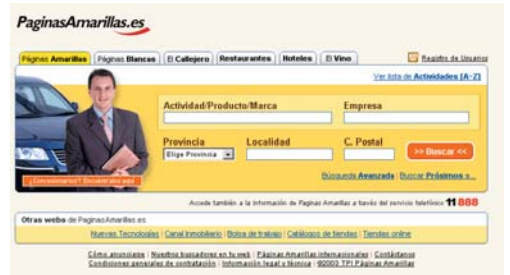 PaginasAmarillas.es
Páginas Amarillas Páginas Blancas El Callejero Restaurantes Hoteles El Vino Registro de Usuarios
Ver lista de Actividades [A-Z]
Actividad/Producto/Marca Empresa
Provincia Localidad C. Postal
Elige Provincia >> Buscar <<
¿Concesionarios? Encuéntralos aquí
Búsqueda Avanzada | Buscar Próximos a...
Accede también a la información de Páginas Amarillas a través del servicio telefónico 11888
Otras webs de PaginasAmarillas.es
Nuevas Tecnologías | Canal Inmobiliario | Bolsa de trabajo | Catálogos de tiendas | Tiendas online
Cómo anunciarse | Nuestros buscadores en tu web | Páginas Amarillas internacionales | Contáctanos
Condiciones generales de contratación | Información legal y técnica | ©2003 TPI Páginas Amarillas